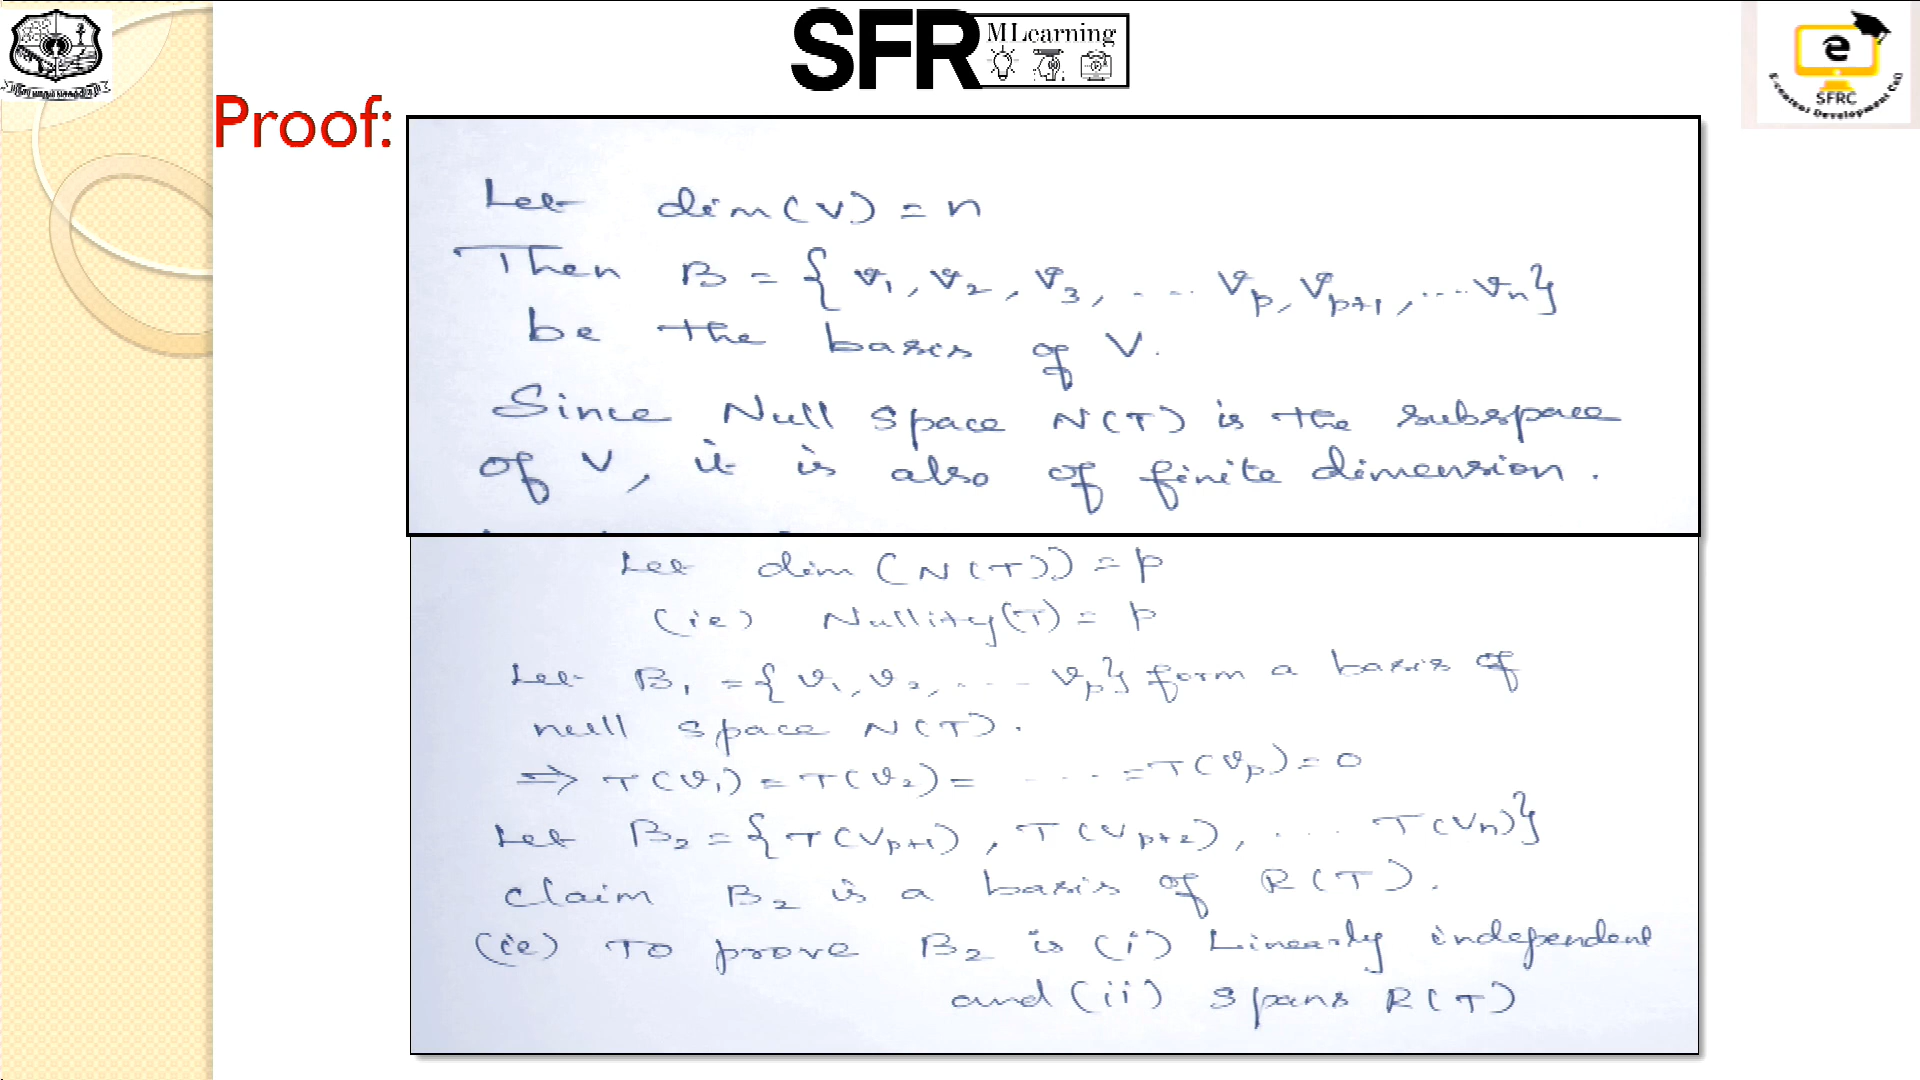 SFR MLearning
e
SFRC
Proof:
Let dim(V) = n
Then B = { v₁, v₂, v₃, . . . . vₚ, vₚ₊₁, .... vₙ}
be the basis of V.
Since Null space N(T) is the subspace
of V, it is also of finite dimension.
Let dim (N(T)) = p
(ie) Nullity(T) = p
Let B₁ = { v₁, v₂, . . . . vₚ} form a basis of
null space N(T).
⇒ T(v₁) = T(v₂) = . . . . = T(vₚ) = 0
Let B₂ = { T(vₚ₊₁), T(vₚ₊₂), . . . . T(vₙ)}
claim B₂ is a basis of R(T).
(ie) To prove B₂ is (i) Linearly independent
and (ii) spans R(T)